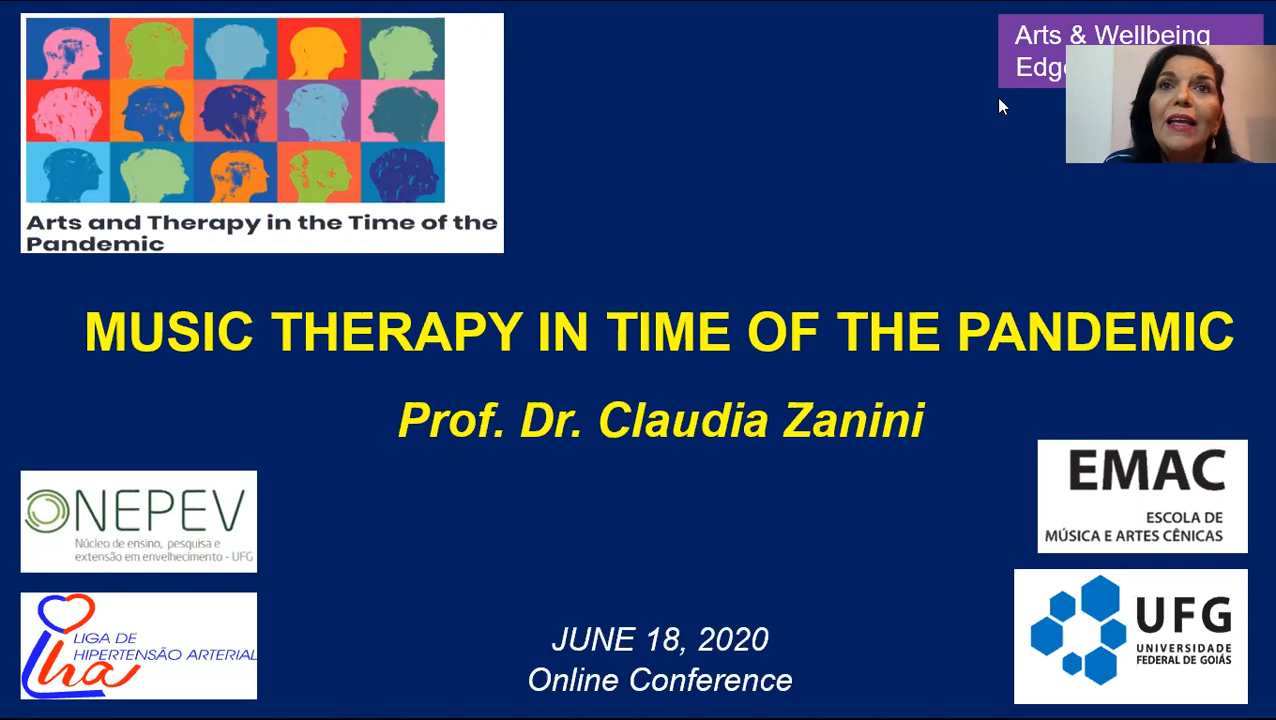 Arts & Wellbeing
Arts and Therapy in the Time of the
Pandemic
MUSIC THERAPY IN TIME OF THE PANDEMIC
Prof. Dr. Claudia Zanini
NEPEV
Núcleo de ensino, pesquisa e
extensão em envelhecimento - UFG
LIGA DE
HIPERTENSÃO ARTERIAL
lha
JUNE 18, 2020
Online Conference
EMAC
ESCOLA DE
MÚSICA E ARTES CÊNICAS
UFG
UNIVERSIDADE
FEDERAL DE GOIÁS